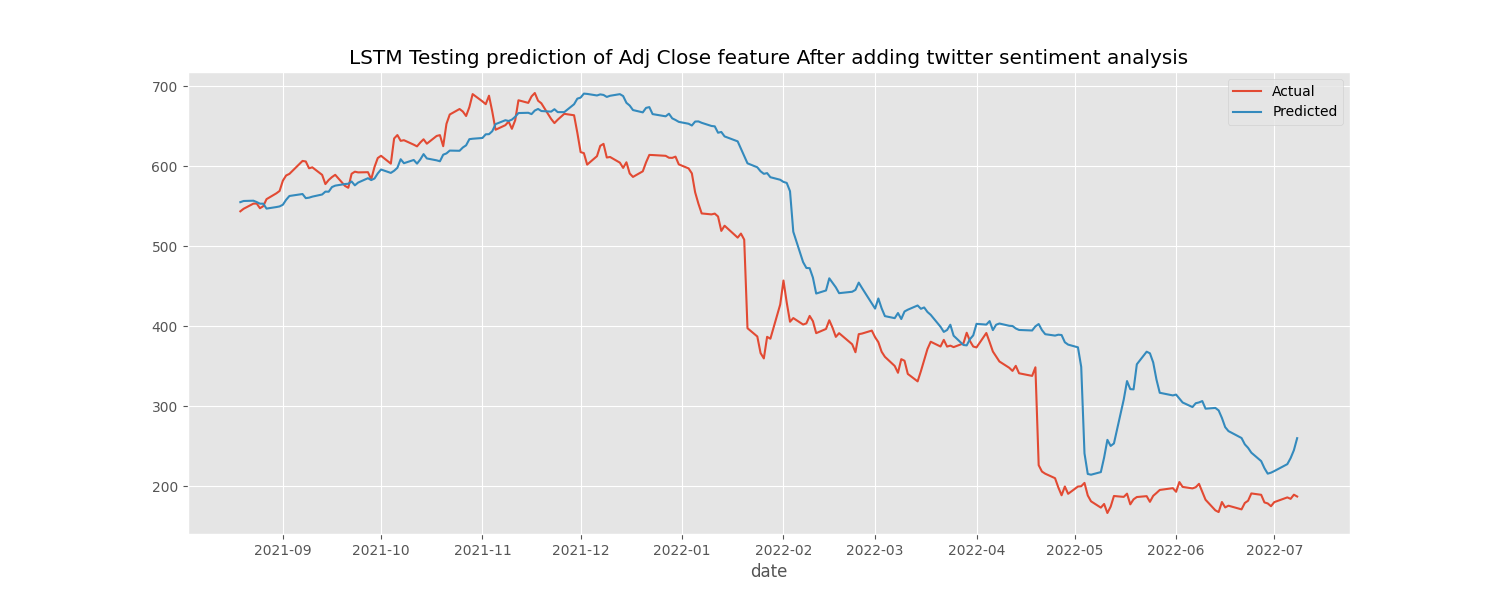 LSTM Testing prediction of Adj Close feature After adding twitter sentiment analysis
Actual
Predicted
700
600
500
400
300
200
2021-09 2021-10 2021-11 2021-12 2022-01 2022-02 2022-03 2022-04 2022-05 2022-06 2022-07
date